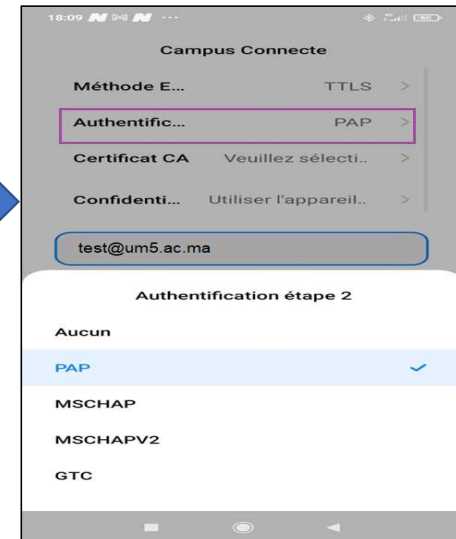 18:09
Campus Connecte
Méthode E... TTLS >
Authentific... PAP >
Certificat CA Veuillez sélecti.. >
Confidenti... Utiliser l'appareil.. >
test@um5.ac.ma
Authentification étape 2
Aucun
PAP
MSCHAP
MSCHAPV2
GTC